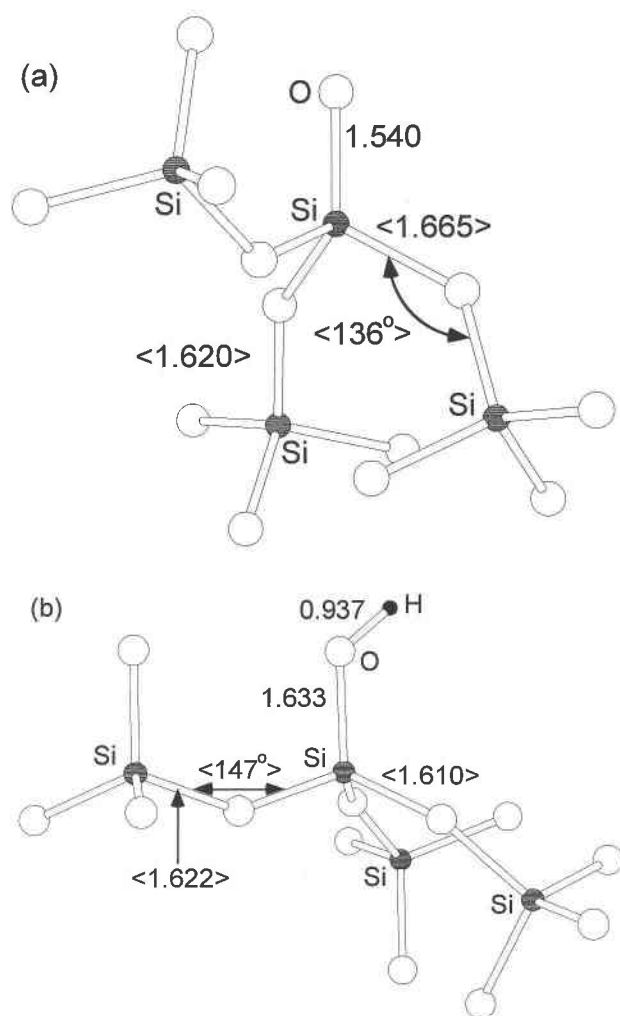 (a)
O
1.540
Si
Si
<1.665>
<136°>
<1.620>
Si
Si
(b)
0.937
H
O
1.633
Si
<147°>
Si
<1.610>
<1.622>
Si
Si